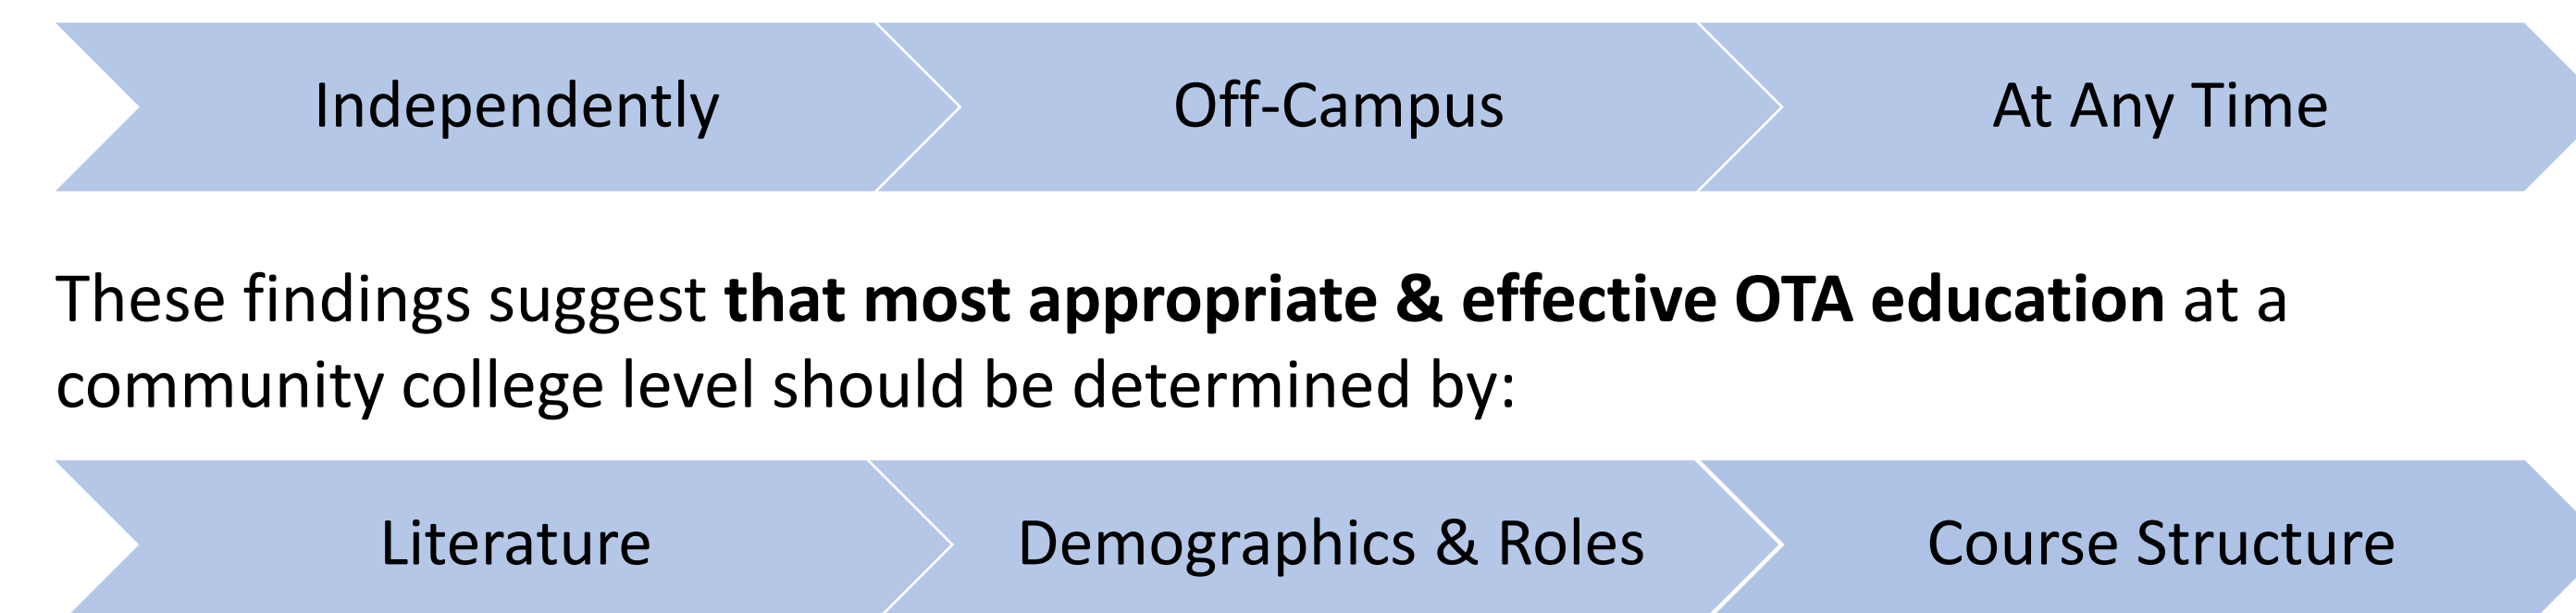 Independently Off-Campus At Any Time
These findings suggest that most appropriate & effective OTA education at a
community college level should be determined by:
Literature Demographics & Roles Course Structure